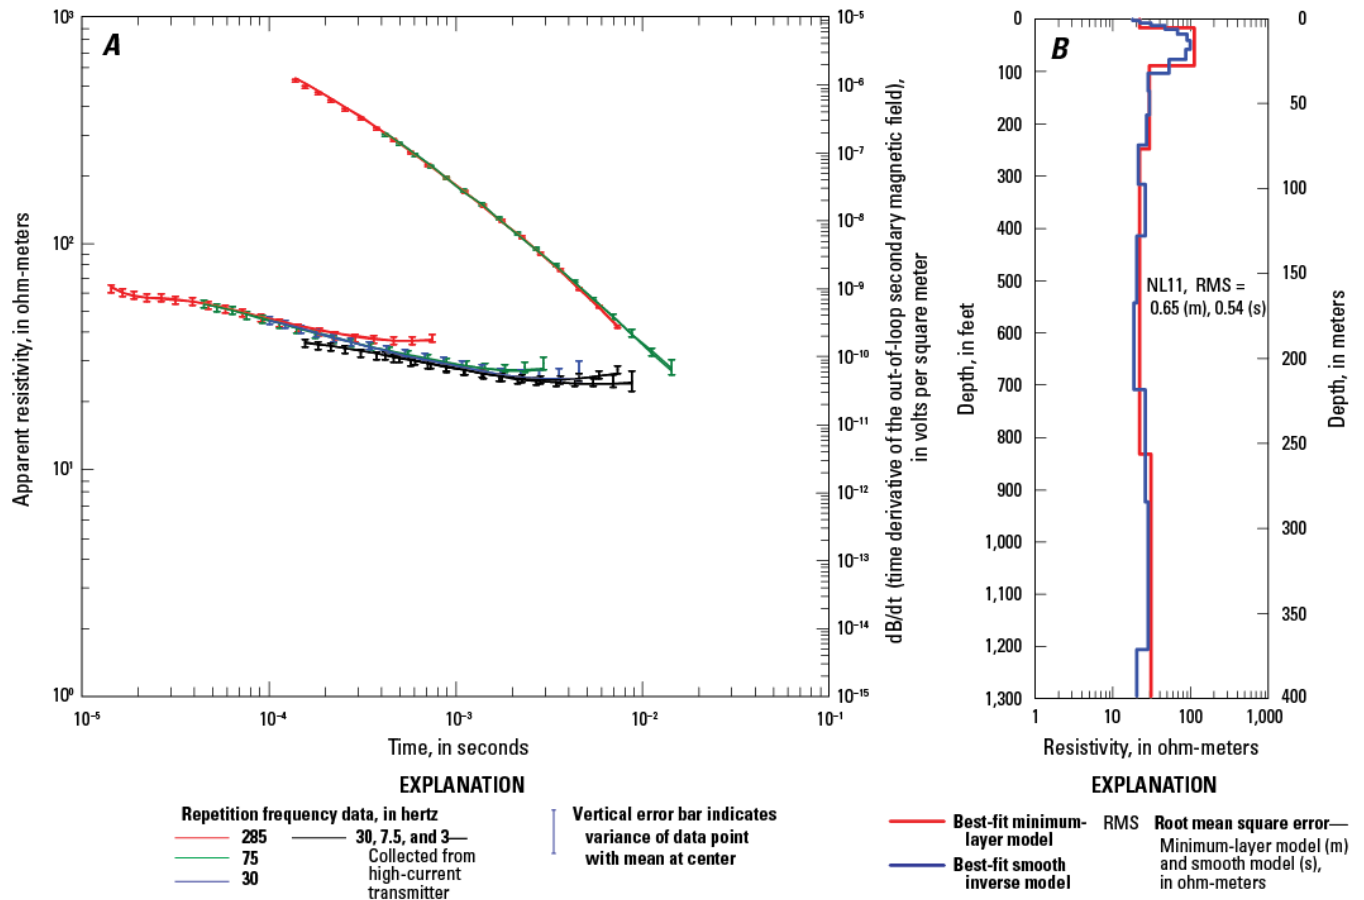 A
10³
10²
10¹
10⁰
Apparent resistivity, in ohm-meters
10⁻⁵
10⁻⁴
10⁻³
10⁻²
10⁻¹
Time, in seconds
10⁻⁵
10⁻⁶
10⁻⁷
10⁻⁸
10⁻⁹
10⁻¹⁰
10⁻¹¹
10⁻¹²
10⁻¹³
10⁻¹⁴
10⁻¹⁵
dB/dt (time derivative of the out-of-loop secondary magnetic field),
in volts per square meter
EXPLANATION
Repetition frequency data, in hertz
285
75
30
30, 7.5, and 3—
Collected from
high-current
transmitter
Vertical error bar indicates
variance of data point
with mean at center
B
0
100
200
300
400
500
600
700
800
900
1,000
1,100
1,200
1,300
Depth, in feet
NL11, RMS =
0.65 (m), 0.54 (s)
0
50
100
150
200
250
300
350
400
Depth, in meters
1
10
100
1,000
Resistivity, in ohm-meters
EXPLANATION
Best-fit minimum-
layer model
Best-fit smooth
inverse model
RMS
Root mean square error—
Minimum-layer model (m)
and smooth model (s),
in ohm-meters